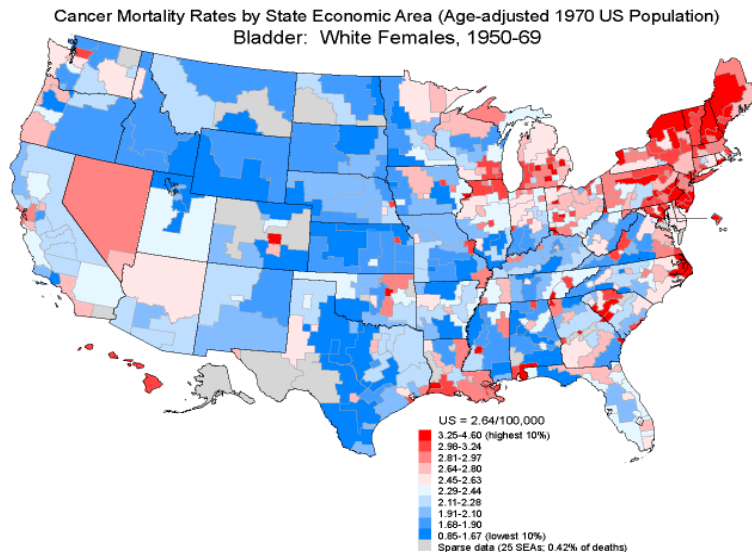 Cancer Mortality Rates by State Economic Area (Age-adjusted 1970 US Population)
Bladder: White Females, 1950-69
US = 2.64/100,000
3.25-4.60 (highest 10%)
2.98-3.24
2.81-2.97
2.64-2.80
2.45-2.63
2.29-2.44
2.11-2.28
1.91-2.10
1.68-1.90
0.85-1.67 (lowest 10%)
Sparse data (25 SEAs; 0.42% of deaths)